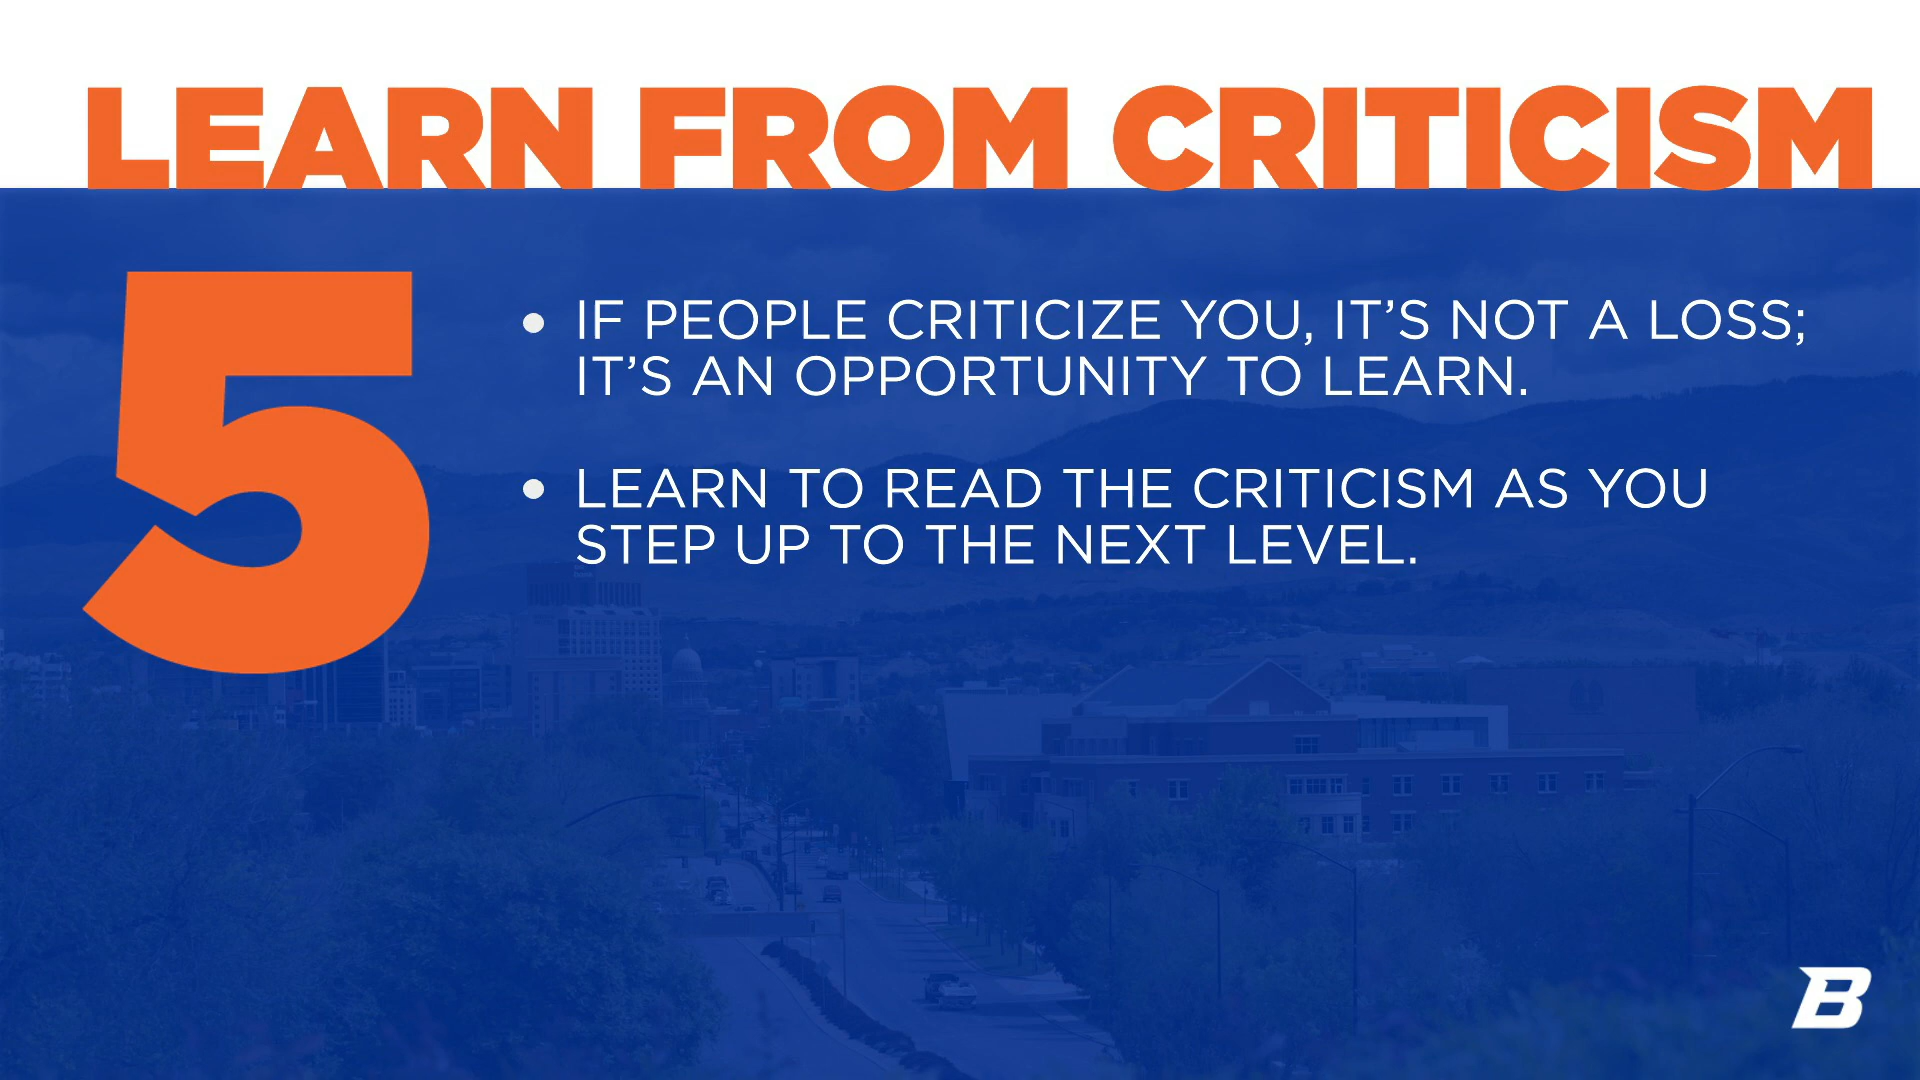 LEARN FROM CRITICISM
5
• IF PEOPLE CRITICIZE YOU, IT’S NOT A LOSS;
IT’S AN OPPORTUNITY TO LEARN.
• LEARN TO READ THE CRITICISM AS YOU
STEP UP TO THE NEXT LEVEL.
B